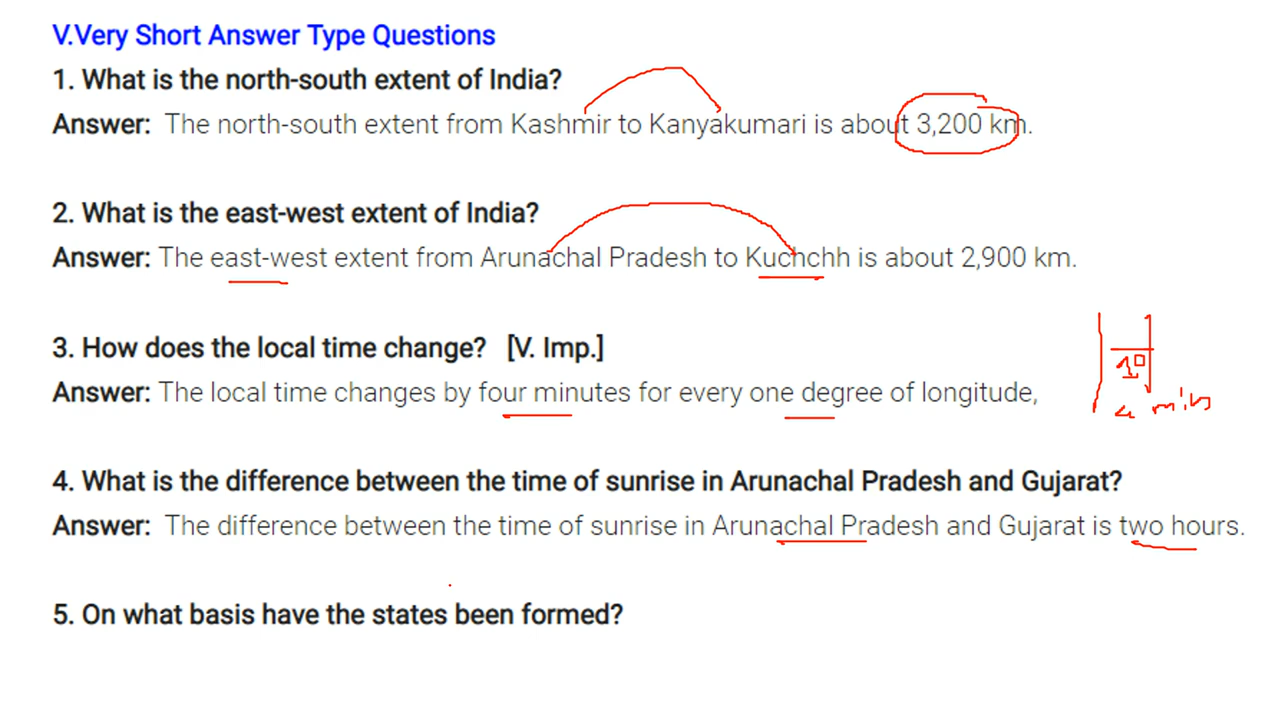 V.Very Short Answer Type Questions
1. What is the north-south extent of India?
Answer: The north-south extent from Kashmir to Kanyakumari is about 3,200 km.
2. What is the east-west extent of India?
Answer: The east-west extent from Arunachal Pradesh to Kuchchh is about 2,900 km.
3. How does the local time change? [V. Imp.]
Answer: The local time changes by four minutes for every one degree of longitude,
1°
4 min
4. What is the difference between the time of sunrise in Arunachal Pradesh and Gujarat?
Answer: The difference between the time of sunrise in Arunachal Pradesh and Gujarat is two hours.
5. On what basis have the states been formed?